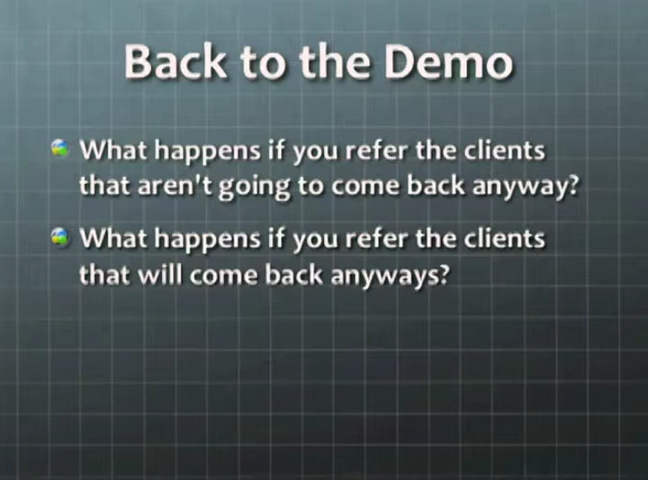 Back to the Demo
What happens if you refer the clients
that aren't going to come back anyway?
What happens if you refer the clients
that will come back anyways?